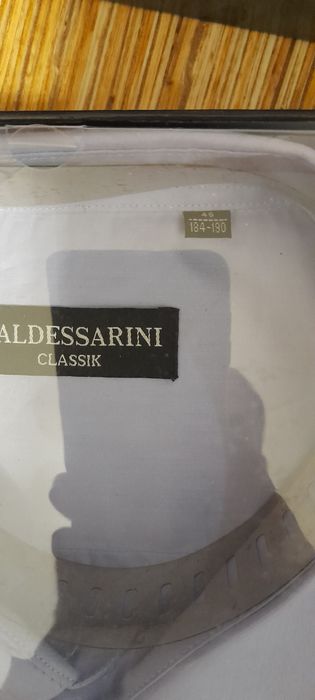 46
184-190
ALDESSARINI
CLASSIK